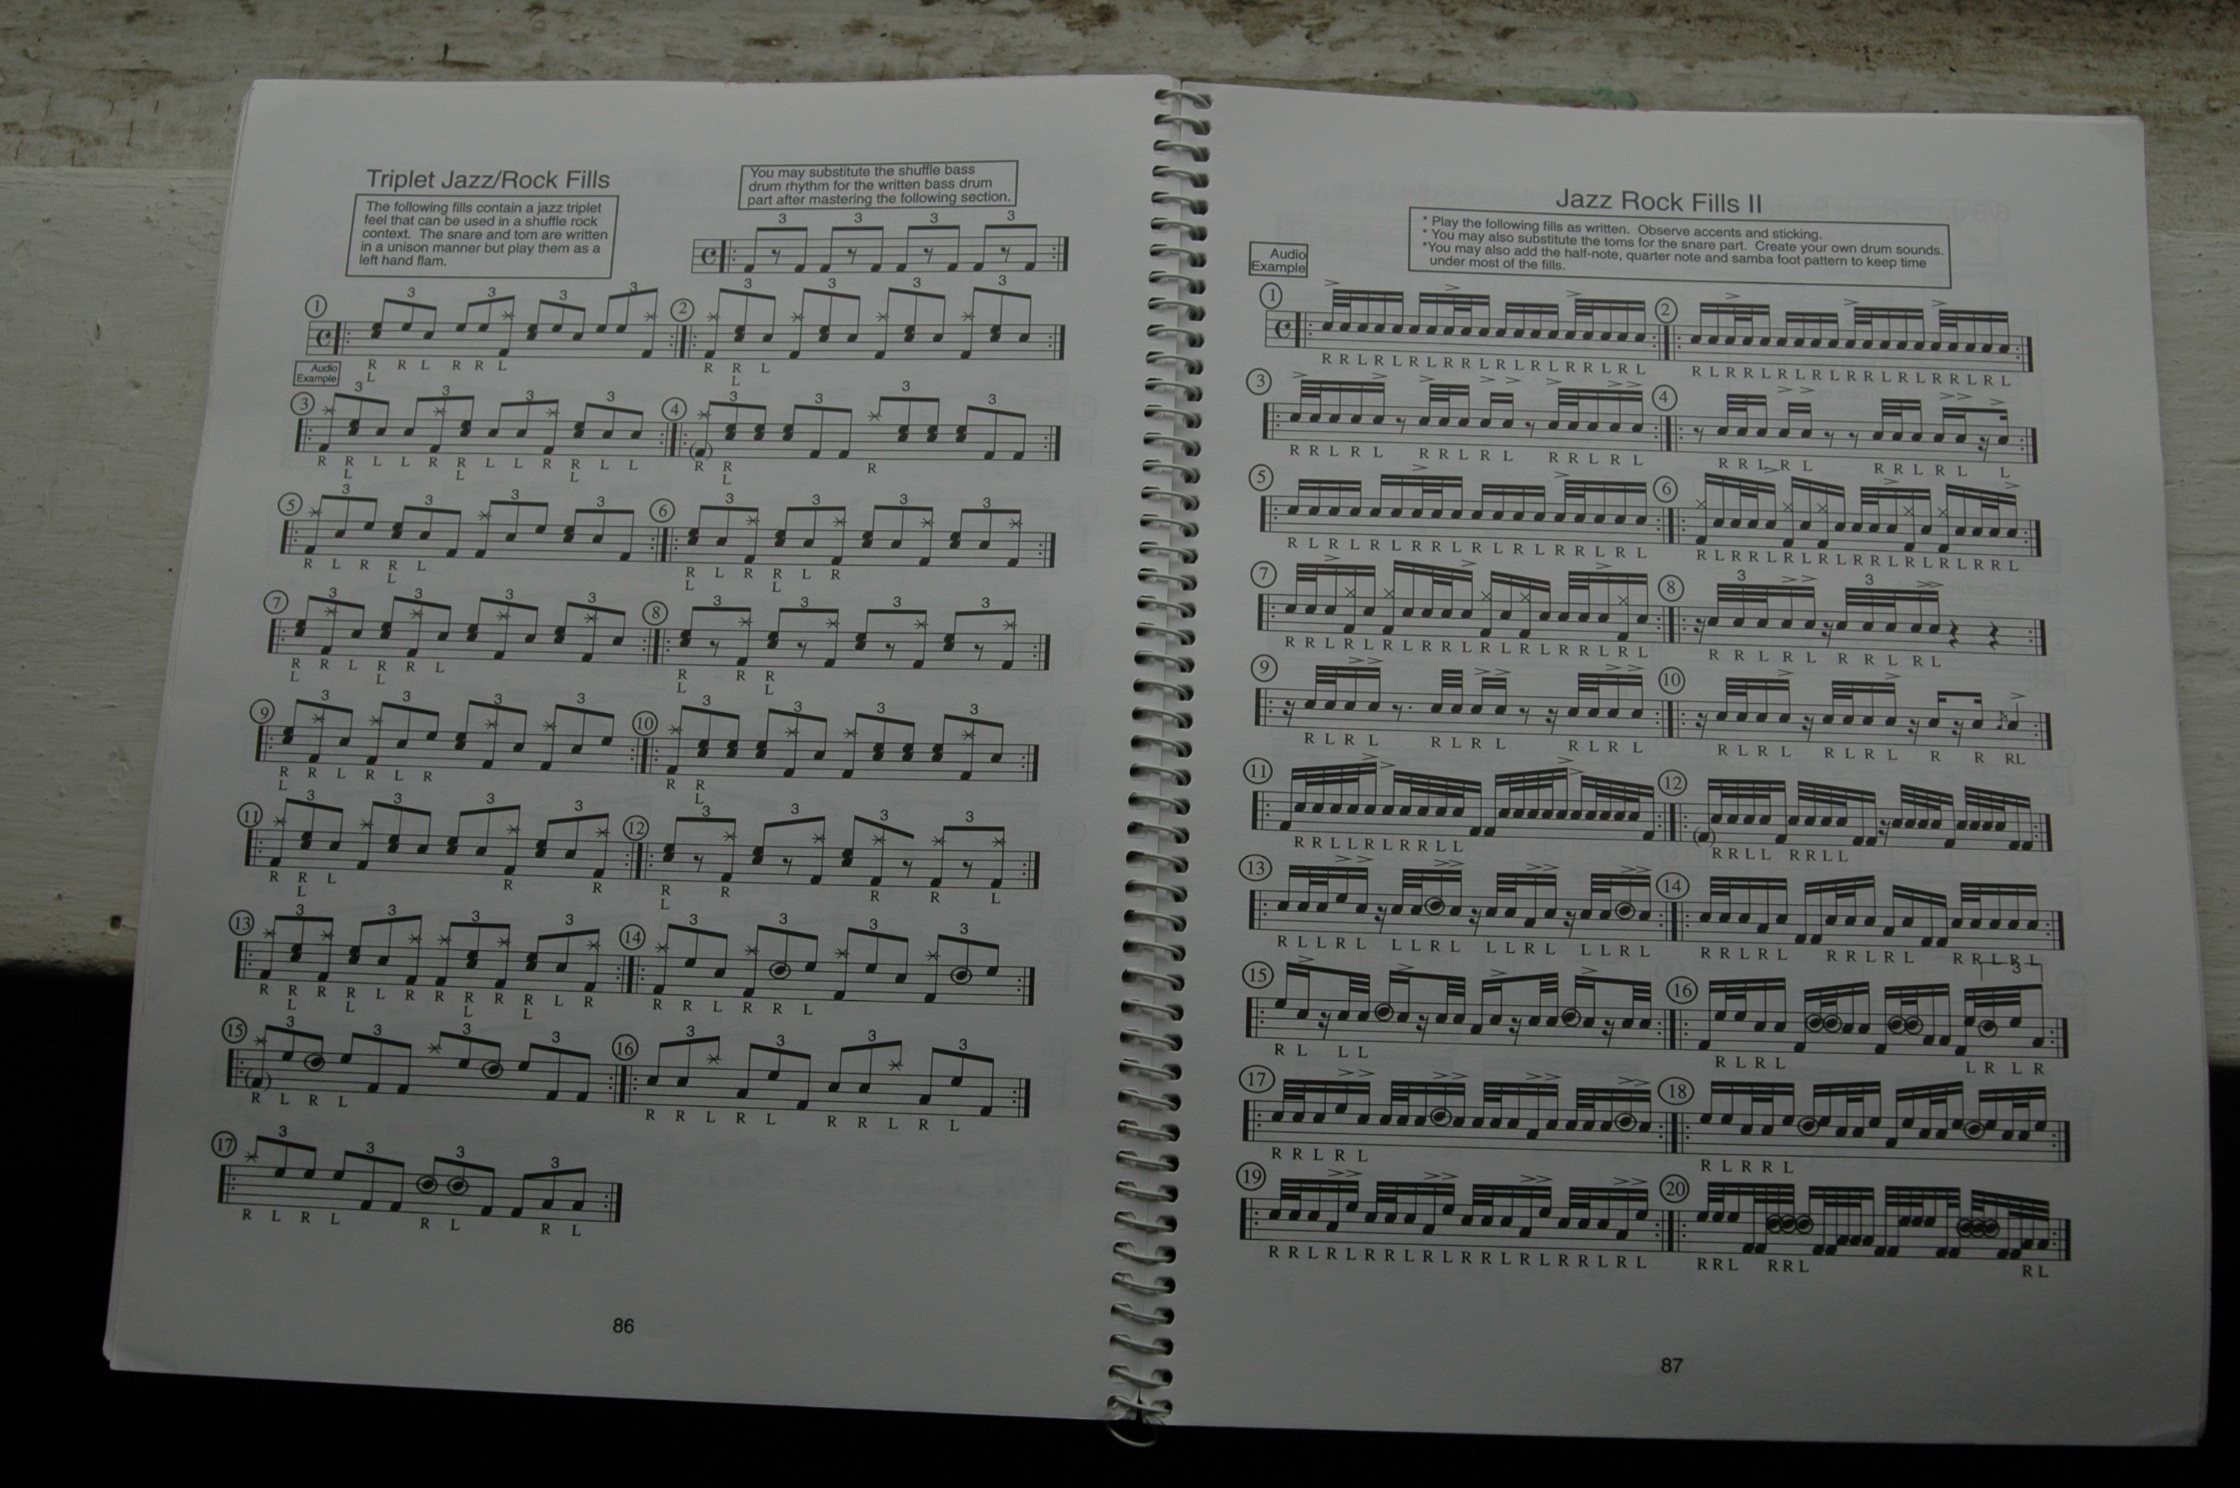 Triplet Jazz/Rock Fills
The following fills contain a jazz triplet
feel that can be used in a shuffle rock
context. The snare and tom are written
in a unison manner but play them as a
left hand flam.
You may substitute the shuffle bass
drum rhythm for the written bass drum
part after mastering the following section.
3 3 3 3
1 3 3 3 3 2 3 3 3 3
R R L R R L R R L
L L
Audio
Example
3 3 3 3 3 4 3 3 3 3
R R L L R R L L R R L L R R R
L L L L
5 3 3 3 3 6 3 3 3 3
R L R R L R L R R L R
L L L
7 3 3 3 3 8 3 3 3 3
R R L R R L R R R
L L L L
9 3 3 3 3 10 3 3 3 3
R R L R L R R R
L L
11 3 3 3 3 12 3 3 3 3
R R L R R R R R R L
L L
13 3 3 3 3 14 3 3 3 3
R R R R L R R R R R L R R R L R R L
L L L L
15 3 3 3 3 16 3 3 3 3
R L R L R R L R L R R L R L
17 3 3 3 3
R L R L R L R L
86
Jazz Rock Fills II
* Play the following fills as written. Observe accents and sticking.
* You may also substitute the toms for the snare part. Create your own drum sounds.
*You may also add the half-note, quarter note and samba foot pattern to keep time
under most of the fills.
Audio
Example
1 2
R R L R L R L R R L R L R L R R L R L R L R R L R L R L R R L R L R R L R L
3 4
R R L R L R R L R L R R L R L R R L R L R R L R L L
5 6
R L R L R L R R L R L R L R R L R L R L R R L R L R L R R L R L R L R R L
7 8 3 3
R R L R L R L R R L R L R L R R L R L R R L R L R R L R L
9 10
R L R L R L R L R L R L R L R L R L R L R R RL
11 12
R R L L R L R R L L R R L L R R L L
13 14
R L L R L L L R L L L R L L L R L R R L R L R R L R L R R L R L
15 16 3
R L L L R L R L L R L R
17 18
R R L R L R L R R L
19 20
R R L R L R R L R L R R L R L R R L R L R R L R R L R L
87